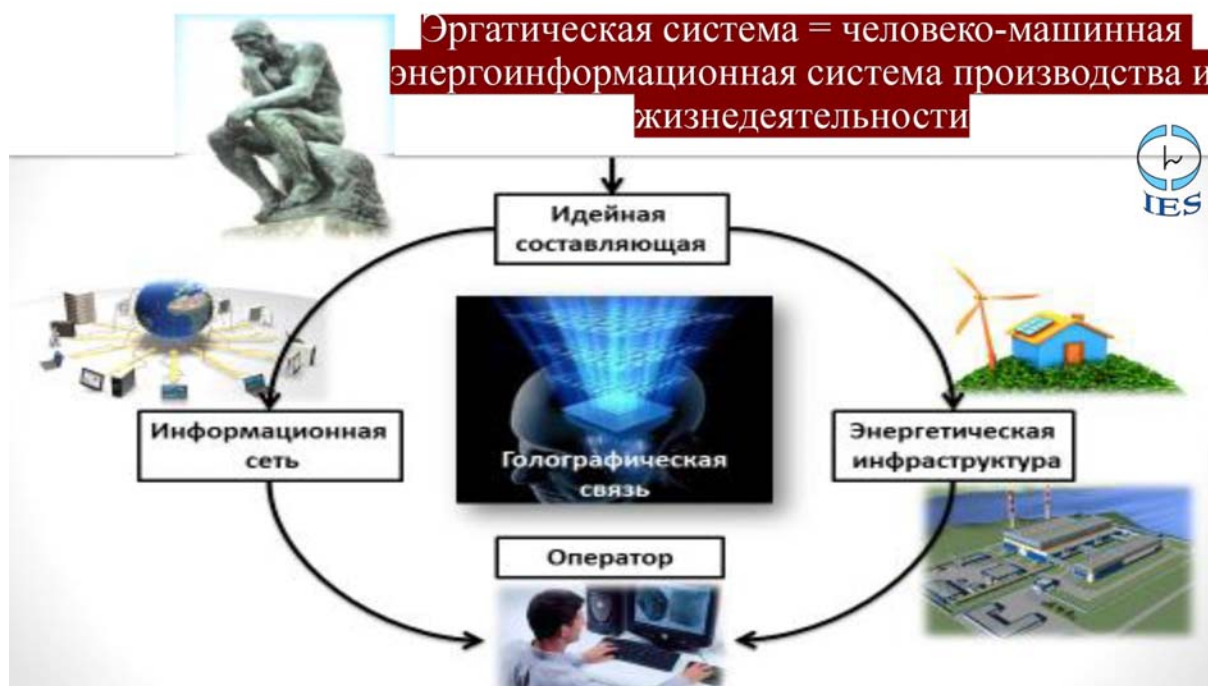 Эргатическая система = человеко-машинная
энергоинформационная система производства и
жизнедеятельности
IES
Идейная
составляющая
Информационная
сеть
Голографическая
связь
Энергетическая
инфраструктура
Оператор